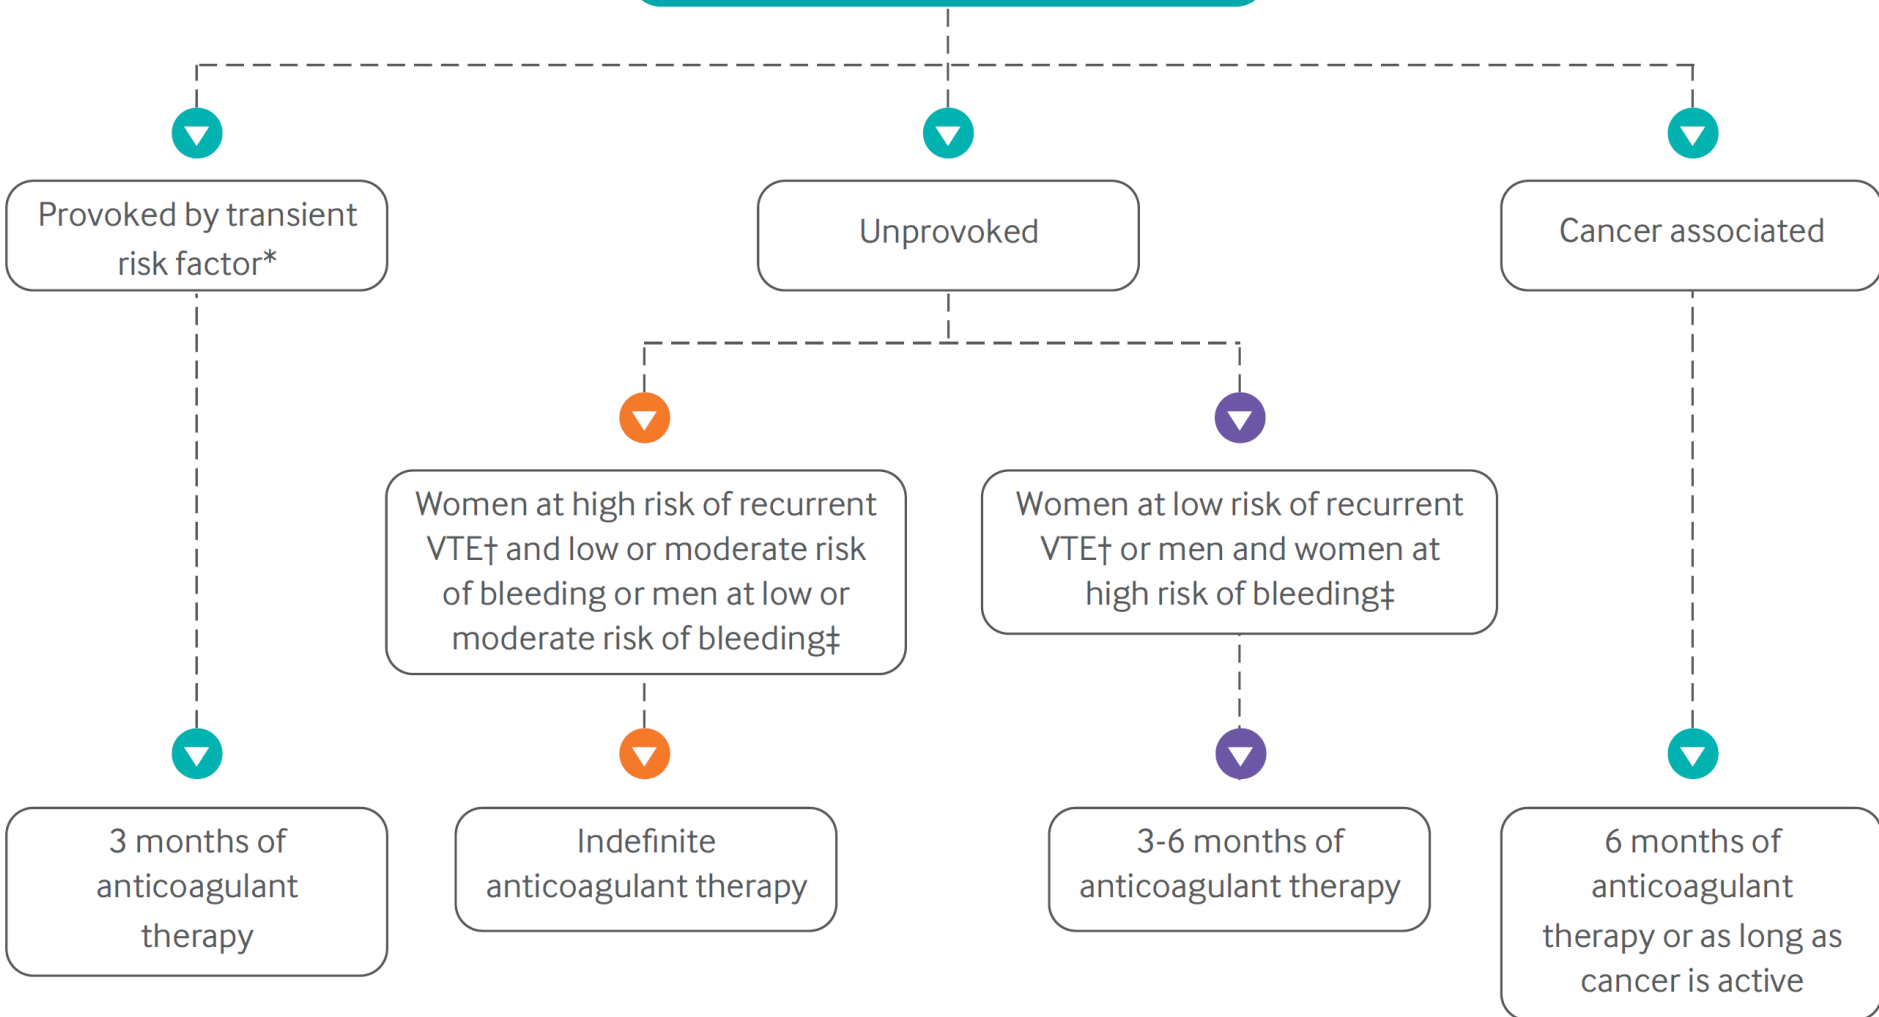 Provoked by transient
risk factor*
Unprovoked
Cancer associated
Women at high risk of recurrent
VTE† and low or moderate risk
of bleeding or men at low or
moderate risk of bleeding‡
Women at low risk of recurrent
VTE† or men and women at
high risk of bleeding‡
3 months of
anticoagulant
therapy
Indefinite
anticoagulant therapy
3-6 months of
anticoagulant therapy
6 months of
anticoagulant
therapy or as long as
cancer is active